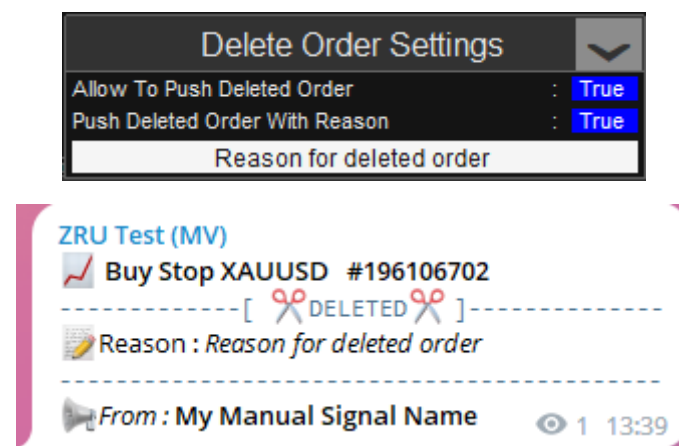 Delete Order Settings
Allow To Push Deleted Order : True
Push Deleted Order With Reason : True
Reason for deleted order
ZRU Test (MV)
Buy Stop XAUUSD #196106702
-------------[ ✂DELETED✂ ]--------------
Reason : Reason for deleted order
-------------------------------------------
From : My Manual Signal Name 1 13:39